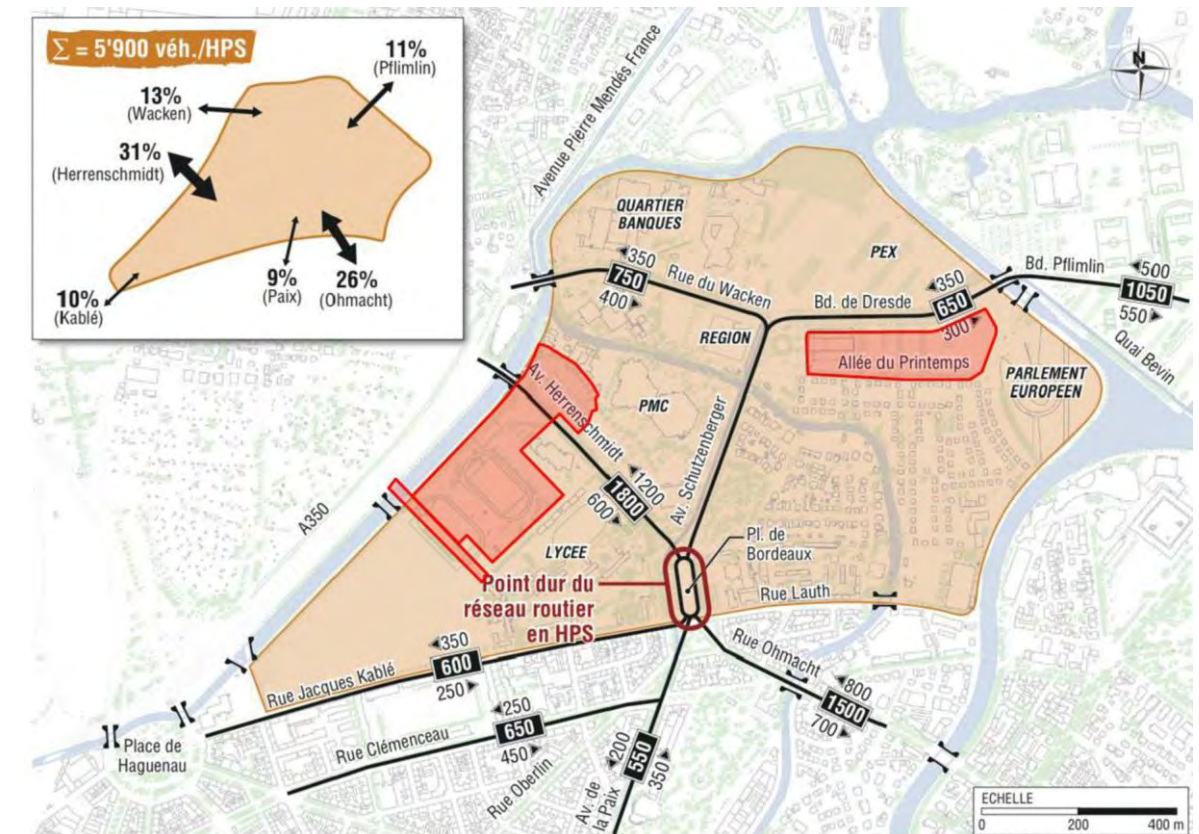 ∑ = 5'900 véh./HPS
11%
(Pflimlin)
13%
(Wacken)
31%
(Herrenschmidt)
9%
(Paix)
26%
(Ohmacht)
10%
(Kablé)
Avenue Pierre Mendés France
N
QUARTIER
BANQUES
PEX
◄350
750
400►
Rue du Wacken
Bd. de Dresde
◄350
650
300►
Bd. Pflimlin
◄500
1050
550►
Quai Bevin
REGION
Allée du Printemps
PARLEMENT
EUROPEEN
Av. Herrenschmidt
PMC
Av. Schutzenberger
◄1200
1800
600►
A350
LYCEE
Pl. de
Bordeaux
Point dur du
réseau routier
en HPS
Rue Lauth
◄350
600
250►
Rue Jacques Kablé
Rue Ohmacht
◄800
1500
700►
◄250
650
450►
Rue Clémenceau
Place de
Haguenau
Rue Oberlin
◄200
550
350►
Av. de
la Paix
ECHELLE
0 200 400 m